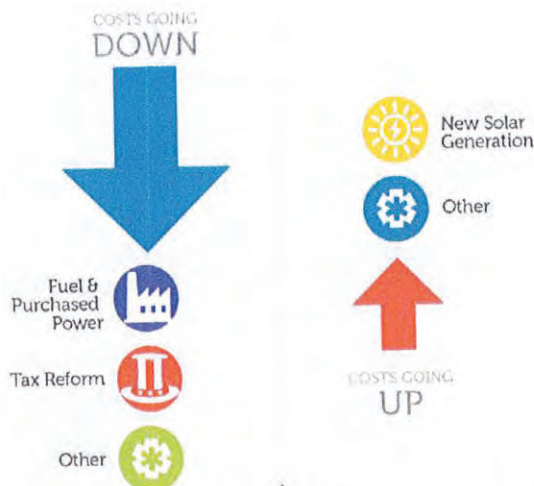 COSTS GOING
DOWN
Fuel &
Purchased
Power
Tax Reform
Other
New Solar
Generation
Other
COSTS GOING
UP